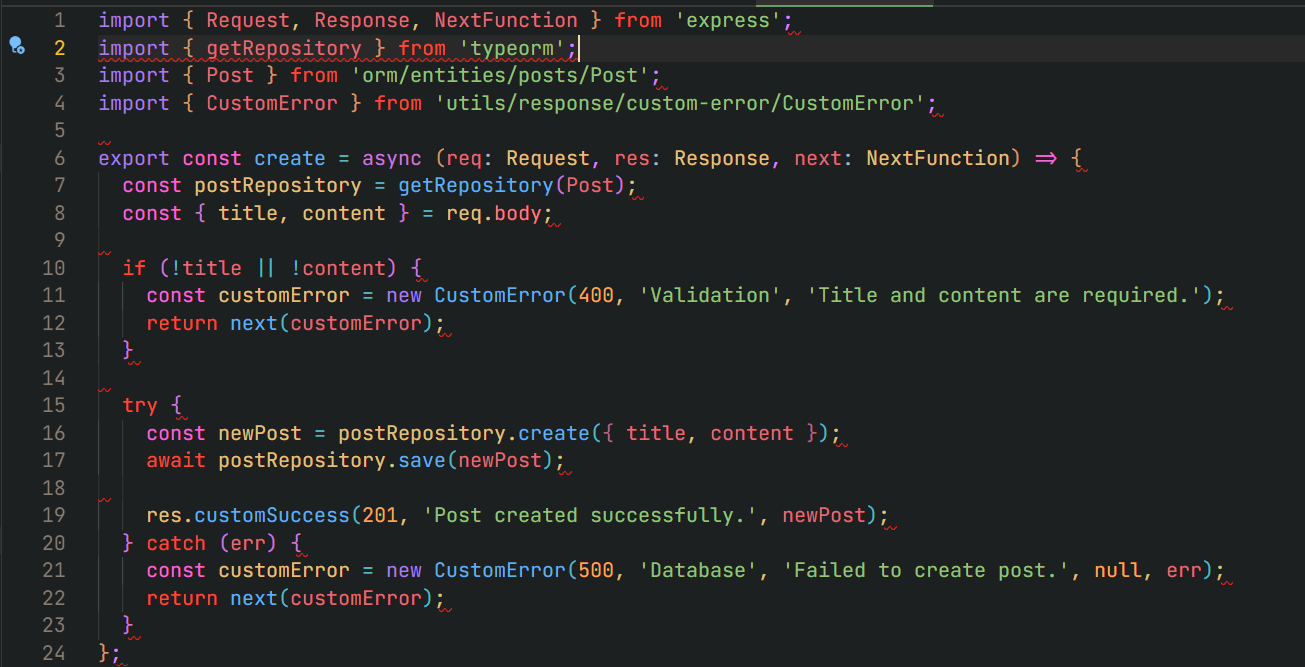 1 import { Request, Response, NextFunction } from 'express';
2 import { getRepository } from 'typeorm';
3 import { Post } from 'orm/entities/posts/Post';
4 import { CustomError } from 'utils/response/custom-error/CustomError';
5
6 export const create = async (req: Request, res: Response, next: NextFunction) => {
7   const postRepository = getRepository(Post);
8   const { title, content } = req.body;
9
10   if (!title || !content) {
11     const customError = new CustomError(400, 'Validation', 'Title and content are required.');
12     return next(customError);
13   }
14
15   try {
16     const newPost = postRepository.create({ title, content });
17     await postRepository.save(newPost);
18
19     res.customSuccess(201, 'Post created successfully.', newPost);
20   } catch (err) {
21     const customError = new CustomError(500, 'Database', 'Failed to create post.', null, err);
22     return next(customError);
23   }
24 };